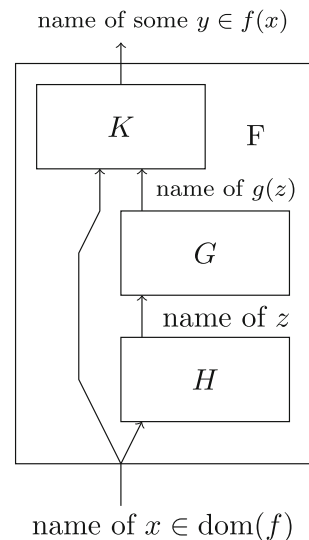 name of some y ∈ f(x)
K
F
name of g(z)
G
name of z
H
name of x ∈ dom(f)